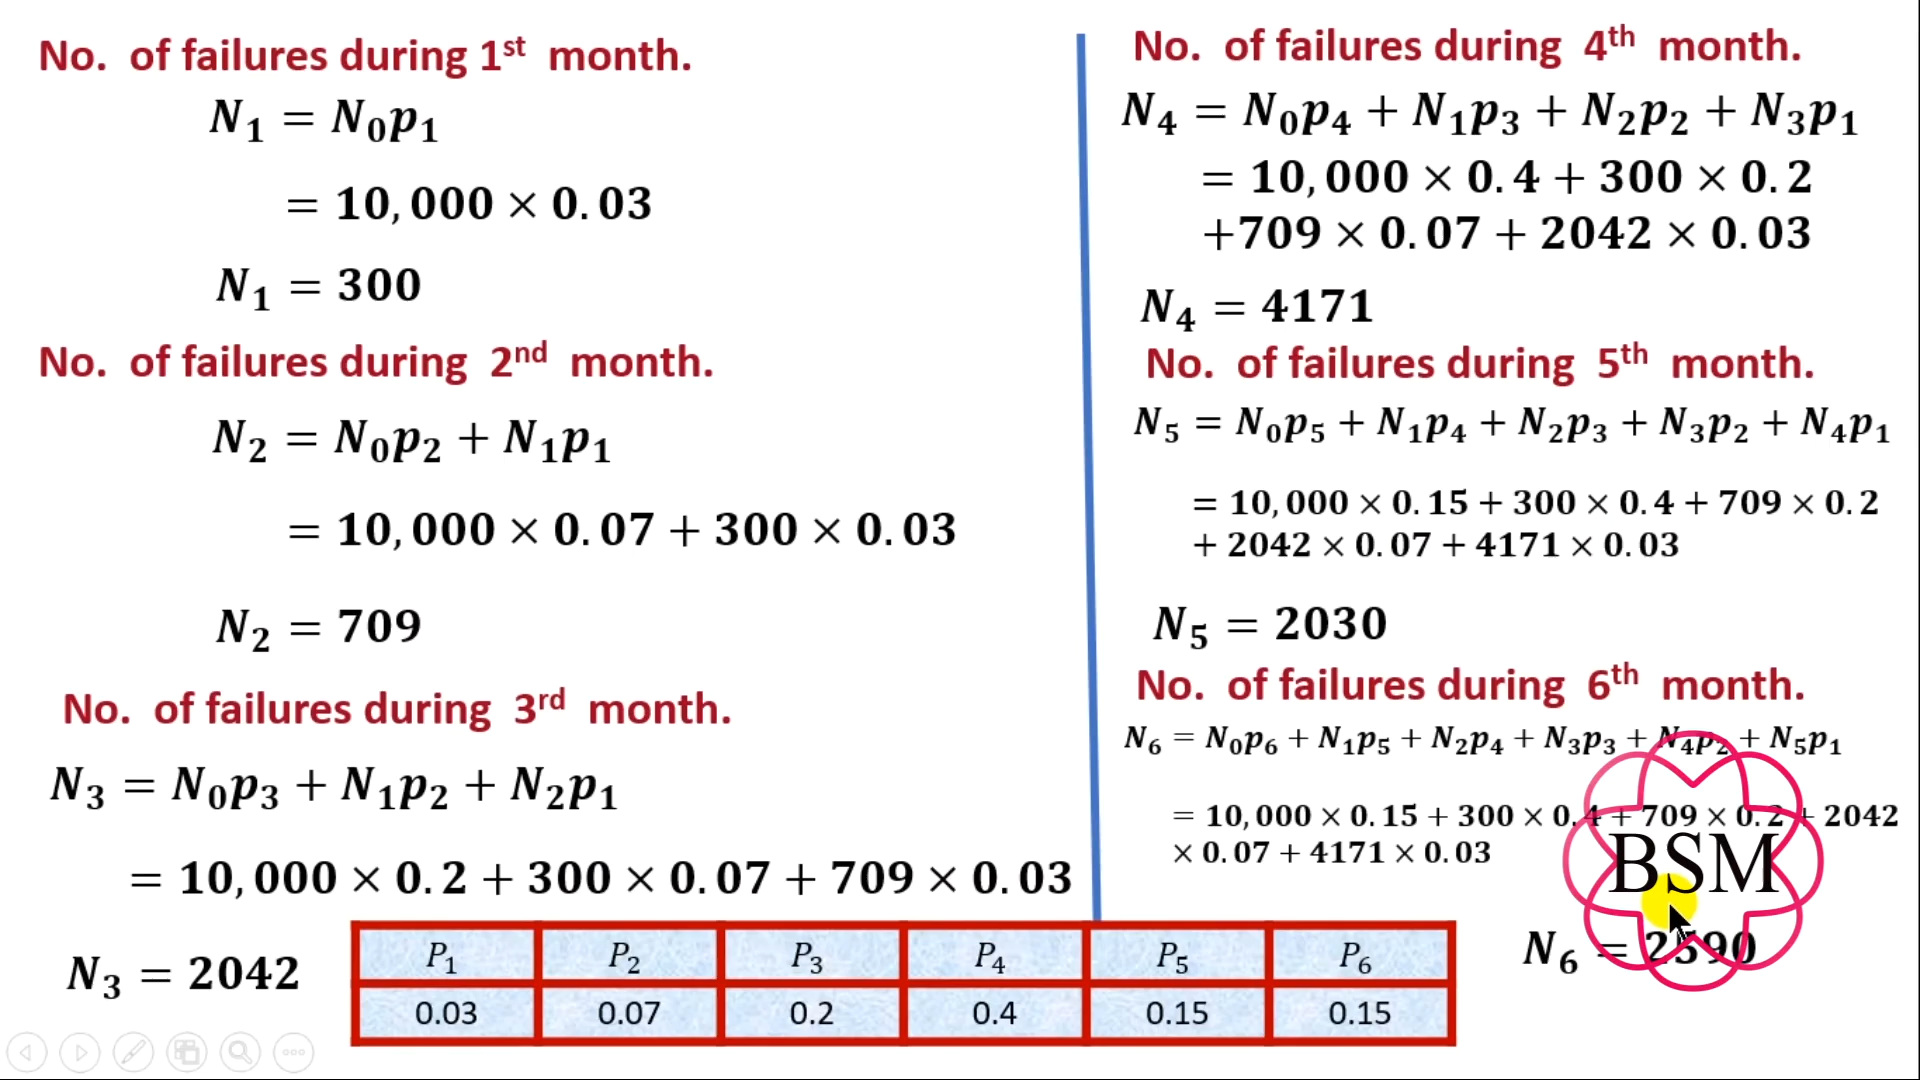 No. of failures during 1st month.
N₁ = N₀p₁
= 10,000 × 0.03
N₁ = 300
No. of failures during 2nd month.
N₂ = N₀p₂ + N₁p₁
= 10,000 × 0.07 + 300 × 0.03
N₂ = 709
No. of failures during 3rd month.
N₃ = N₀p₃ + N₁p₂ + N₂p₁
= 10,000 × 0.2 + 300 × 0.07 + 709 × 0.03
N₃ = 2042
No. of failures during 4th month.
N₄ = N₀p₄ + N₁p₃ + N₂p₂ + N₃p₁
= 10,000 × 0.4 + 300 × 0.2
+709 × 0.07 + 2042 × 0.03
N₄ = 4171
No. of failures during 5th month.
N₅ = N₀p₅ + N₁p₄ + N₂p₃ + N₃p₂ + N₄p₁
= 10,000 × 0.15 + 300 × 0.4 + 709 × 0.2
+ 2042 × 0.07 + 4171 × 0.03
N₅ = 2030
No. of failures during 6th month.
N₆ = N₀p₆ + N₁p₅ + N₂p₄ + N₃p₃ + N₄p₂ + N₅p₁
= 10,000 × 0.15 + 300 × 0.4 + 709 × 0.2 + 2042
× 0.07 + 4171 × 0.03
BSM
N₆ = 2590
P₁ P₂ P₃ P₄ P₅ P₆
0.03 0.07 0.2 0.4 0.15 0.15